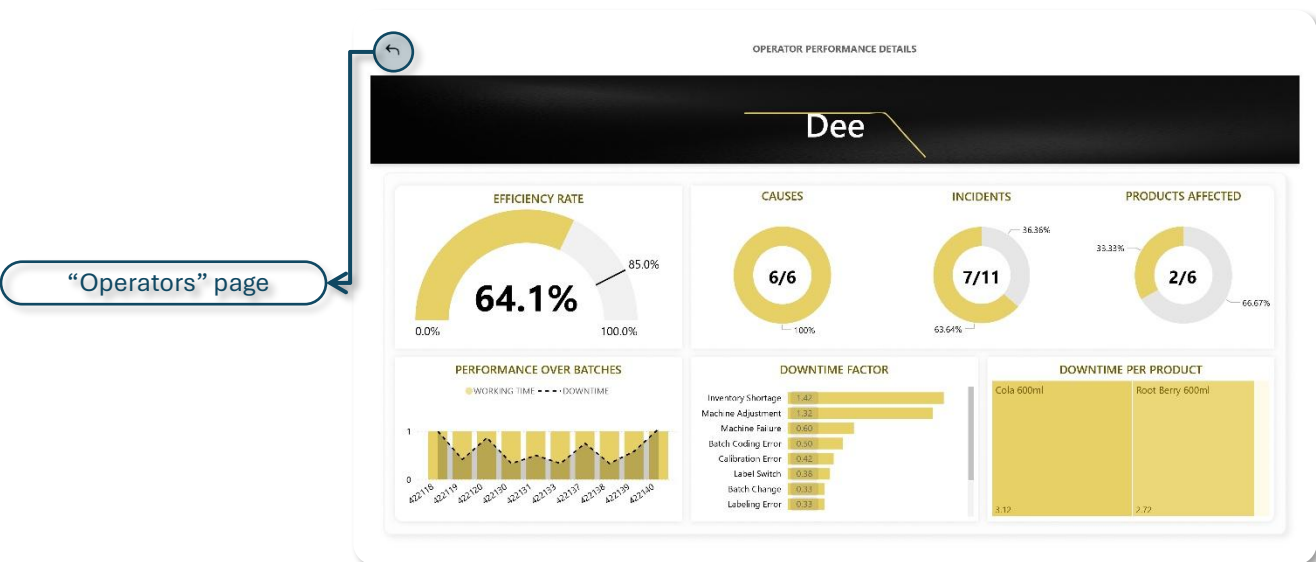 OPERATOR PERFORMANCE DETAILS
Dee
“Operators” page
EFFICIENCY RATE
85.0%
64.1%
0.0%
100.0%
CAUSES
6/6
100%
INCIDENTS
36.36%
7/11
63.64%
PRODUCTS AFFECTED
33.33%
2/6
66.67%
PERFORMANCE OVER BATCHES
WORKING TIME DOWNTIME
1
0
422118
422119
422120
422130
422131
422133
422137
422138
422139
422140
DOWNTIME FACTOR
Inventory Shortage 1.42
Machine Adjustment 1.32
Machine Failure 0.60
Batch Coding Error 0.50
Calibration Error 0.42
Label Switch 0.38
Batch Change 0.33
Labeling Error 0.33
DOWNTIME PER PRODUCT
Cola 600ml
Root Berry 600ml
3.12
2.72